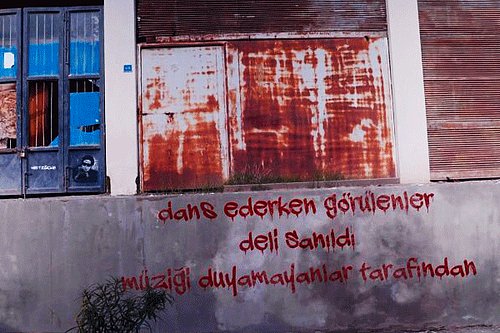 dans ederken görülenler
deli sanıldı
müziği duyamayanlar tarafından